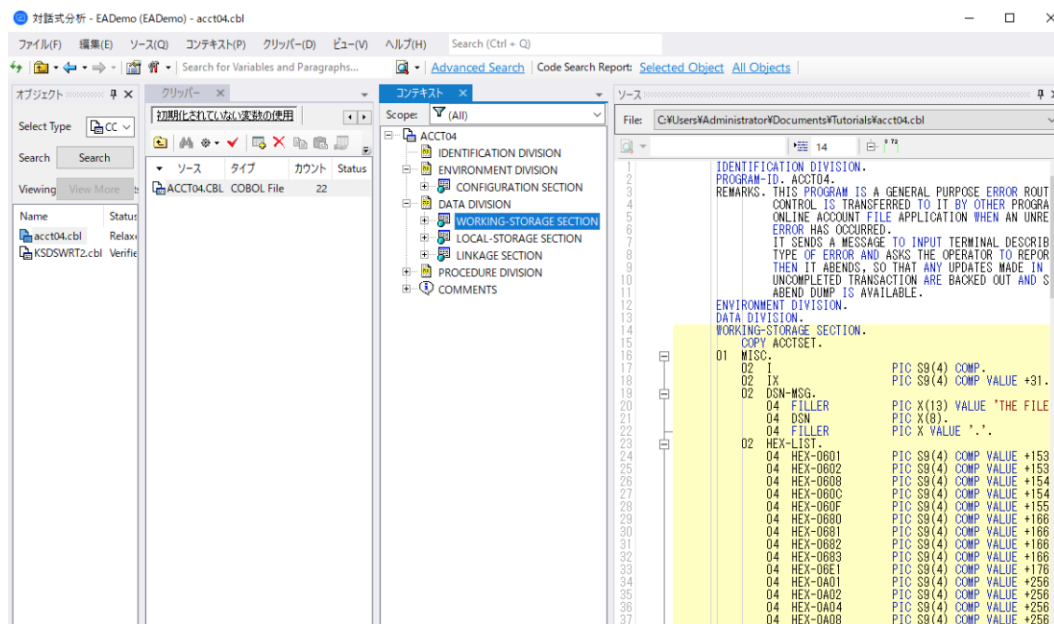 対話式分析 - EADemo (EADemo) - acct04.cbl
ファイル(F) 編集(E) ソース(Q) コンテキスト(P) クリッパー(D) ビュー(V) ヘルプ(H) Search (Ctrl + Q)
Search for Variables and Paragraphs... Advanced Search Code Search Report: Selected Object All Objects
オブジェクト
Select Type CC
Search Search
Viewing View More
Name Status
acct04.cbl Relax
KSDSWRT2.cbl Verifie
クリッパー
初期化されていない変数の使用
ソース タイプ カウント Status
ACCT04.CBL COBOL File 22
コンテキスト
Scope: (All)
ACCT04
IDENTIFICATION DIVISION
ENVIRONMENT DIVISION
CONFIGURATION SECTION
DATA DIVISION
WORKING-STORAGE SECTION
LOCAL-STORAGE SECTION
LINKAGE SECTION
PROCEDURE DIVISION
COMMENTS
ソース
File: C:¥Users¥Administrator¥Documents¥Tutorials¥acct04.cbl
14
1 IDENTIFICATION DIVISION.
2 PROGRAM-ID. ACCT04.
3 REMARKS. THIS PROGRAM IS A GENERAL PURPOSE ERROR ROUT
4 CONTROL IS TRANSFERRED TO IT BY OTHER PROGRA
5 ONLINE ACCOUNT FILE APPLICATION WHEN AN UNRE
6 ERROR HAS OCCURRED.
7 IT SENDS A MESSAGE TO INPUT TERMINAL DESCRIB
8 TYPE OF ERROR AND ASKS THE OPERATOR TO REPOR
9 THEN IT ABENDS, SO THAT ANY UPDATES MADE IN
10 UNCOMPLETED TRANSACTION ARE BACKED OUT AND S
11 ABEND DUMP IS AVAILABLE.
12 ENVIRONMENT DIVISION.
13 DATA DIVISION.
14 WORKING-STORAGE SECTION.
15 COPY ACCTSET.
16 01 MISC.
17 02 I PIC S9(4) COMP.
18 02 IX PIC S9(4) COMP VALUE +31.
19 02 DSN-MSG.
20 04 FILLER PIC X(13) VALUE 'THE FILE
21 04 DSN PIC X(8).
22 04 FILLER PIC X VALUE '.'.
23 02 HEX-LIST.
24 04 HEX-0601 PIC S9(4) COMP VALUE +153
25 04 HEX-0602 PIC S9(4) COMP VALUE +153
26 04 HEX-0608 PIC S9(4) COMP VALUE +154
27 04 HEX-060C PIC S9(4) COMP VALUE +154
28 04 HEX-060F PIC S9(4) COMP VALUE +155
29 04 HEX-0680 PIC S9(4) COMP VALUE +166
30 04 HEX-0681 PIC S9(4) COMP VALUE +166
31 04 HEX-0682 PIC S9(4) COMP VALUE +166
32 04 HEX-0683 PIC S9(4) COMP VALUE +166
33 04 HEX-06E1 PIC S9(4) COMP VALUE +176
34 04 HEX-0A01 PIC S9(4) COMP VALUE +256
35 04 HEX-0A02 PIC S9(4) COMP VALUE +256
36 04 HEX-0A04 PIC S9(4) COMP VALUE +256
37 04 HEX-0A08 PIC S9(4) COMP VALUE +256